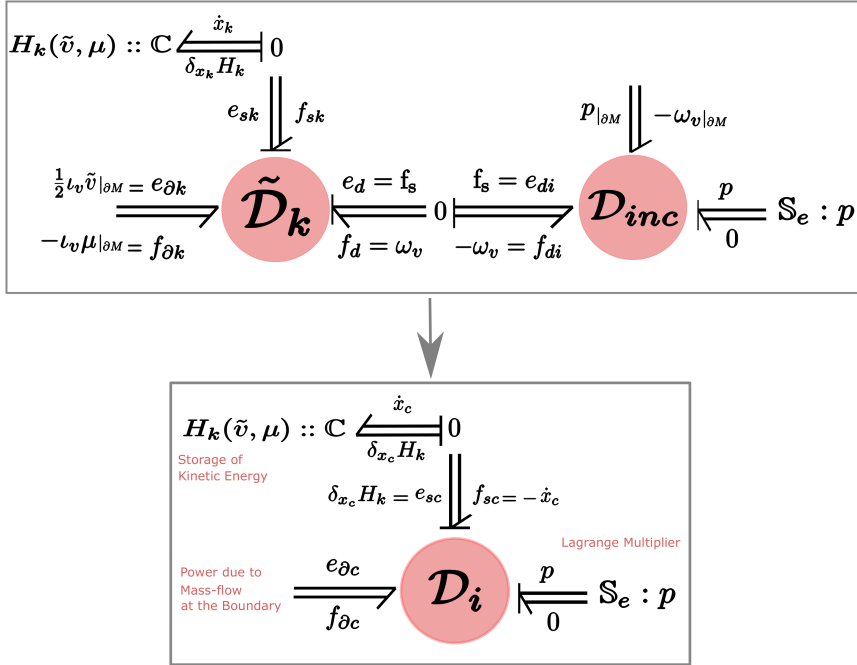 H_k(ṽ, μ) :: ℂ
ẋ_k
δ_{x_k} H_k
0
e_{sk}
f_{sk}
p_{|∂M}
−ω_{v|∂M}
½ι_v ṽ|_{∂M} = e_{∂k}
−ι_v μ|_{∂M} = f_{∂k}
𝒟̃_k
e_d = f_s
f_d = ω_v
0
f_s = e_{di}
−ω_v = f_{di}
𝒟_{inc}
p
0
𝕊_e : p
H_k(ṽ, μ) :: ℂ
ẋ_c
δ_{x_c} H_k
0
Storage of
Kinetic Energy
δ_{x_c} H_k = e_{sc}
f_{sc} = −ẋ_c
Lagrange Multiplier
Power due to
Mass-flow
at the Boundary
e_{∂c}
f_{∂c}
𝒟_i
p
0
𝕊_e : p